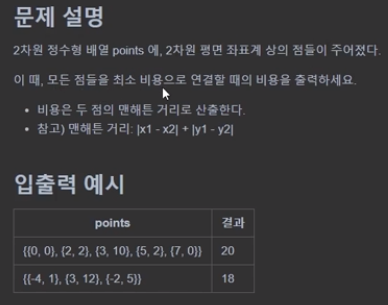 문제 설명
2차원 정수형 배열 points 에, 2차원 평면 좌표계 상의 점들이 주어졌다.
이 때, 모든 점들을 최소 비용으로 연결할 때의 비용을 출력하세요.
• 비용은 두 점의 맨해튼 거리로 산출한다.
• 참고) 맨해튼 거리: |x1 - x2| + |y1 - y2|
입출력 예시
points 결과
{{0, 0}, {2, 2}, {3, 10}, {5, 2}, {7, 0}} 20
{{-4, 1}, {3, 12}, {-2, 5}} 18